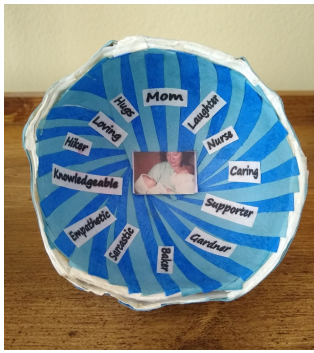 Mom
Hugs
Laughter
Loving
Nurse
Hiker
Caring
Knowledgeable
Supporter
Empathetic
Gardner
Sarcastic
Baker